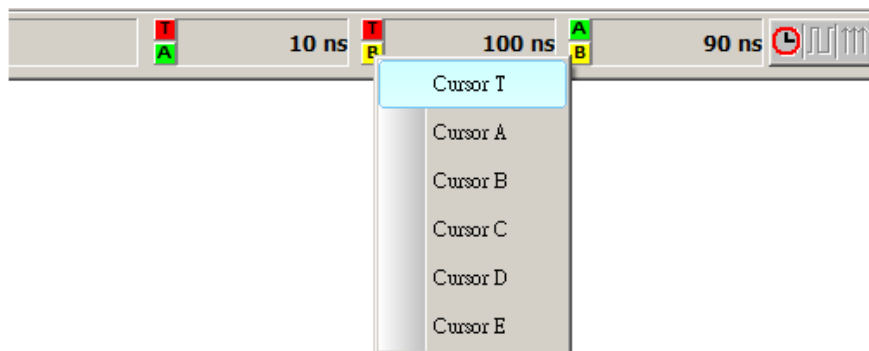 T A 10 ns T B 100 ns A B 90 ns
Cursor T
Cursor A
Cursor B
Cursor C
Cursor D
Cursor E